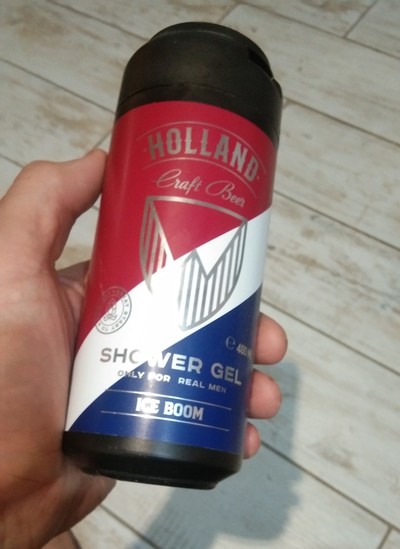 HOLLAND
Craft Beer
SHOWER GEL
ONLY FOR REAL MEN
ICE BOOM